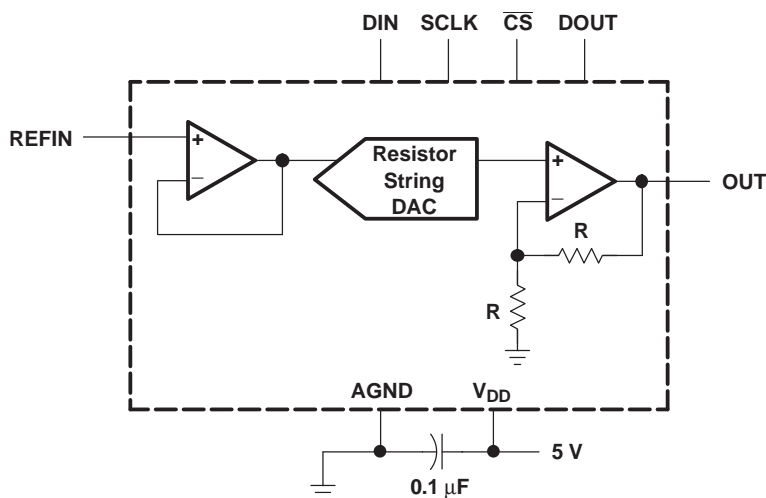 DIN SCLK CS DOUT
REFIN
+
−
Resistor
String
DAC
+
−
OUT
R
R
AGND VDD
5 V
0.1 μF